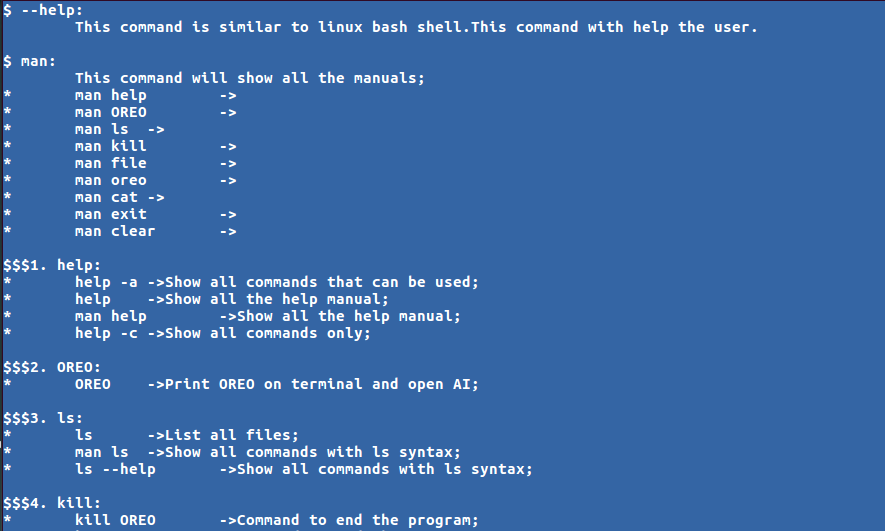 $ --help:
This command is similar to linux bash shell.This command with help the user.
$ man:
This command will show all the manuals;
* man help ->
* man OREO ->
* man ls ->
* man kill ->
* man file ->
* man oreo ->
* man cat ->
* man exit ->
* man clear ->
$$$1. help:
* help -a ->Show all commands that can be used;
* help ->Show all the help manual;
* man help ->Show all the help manual;
* help -c ->Show all commands only;
$$$2. OREO:
* OREO ->Print OREO on terminal and open AI;
$$$3. ls:
* ls ->List all files;
* man ls ->Show all commands with ls syntax;
* ls --help ->Show all commands with ls syntax;
$$$4. kill:
* kill OREO ->Command to end the program;